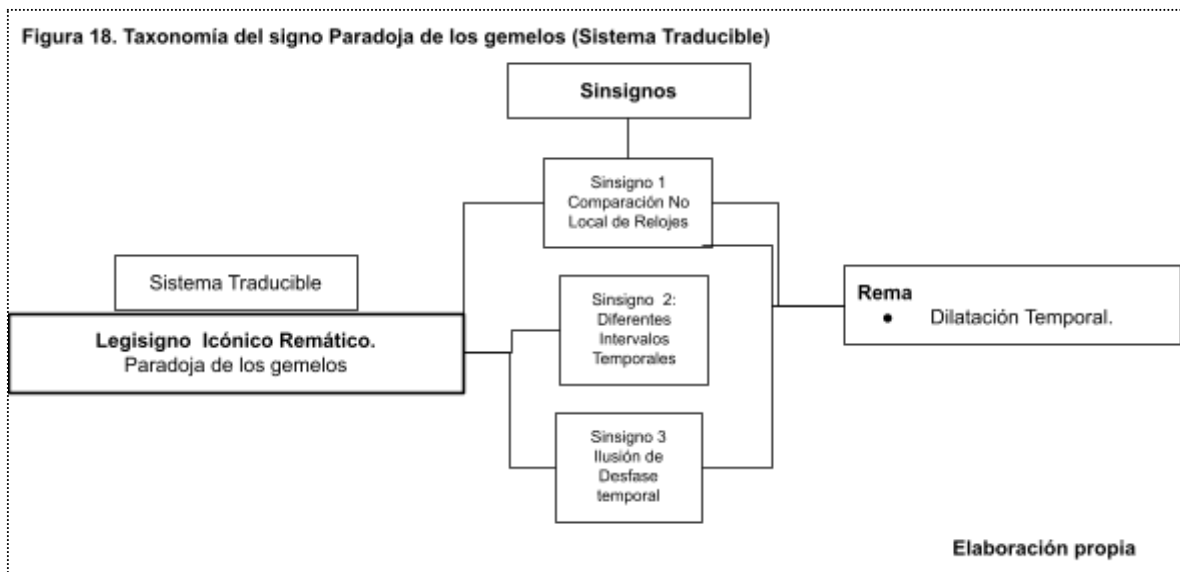 Figura 18. Taxonomía del signo Paradoja de los gemelos (Sistema Traducible)
Sinsignos
Sinsigno 1
Comparación No
Local de Relojes
Sistema Traducible
Legisigno Icónico Remático.
Paradoja de los gemelos
Sinsigno 2:
Diferentes
Intervalos
Temporales
Sinsigno 3
Ilusión de
Desfase
temporal
Rema
● Dilatación Temporal.
Elaboración propia